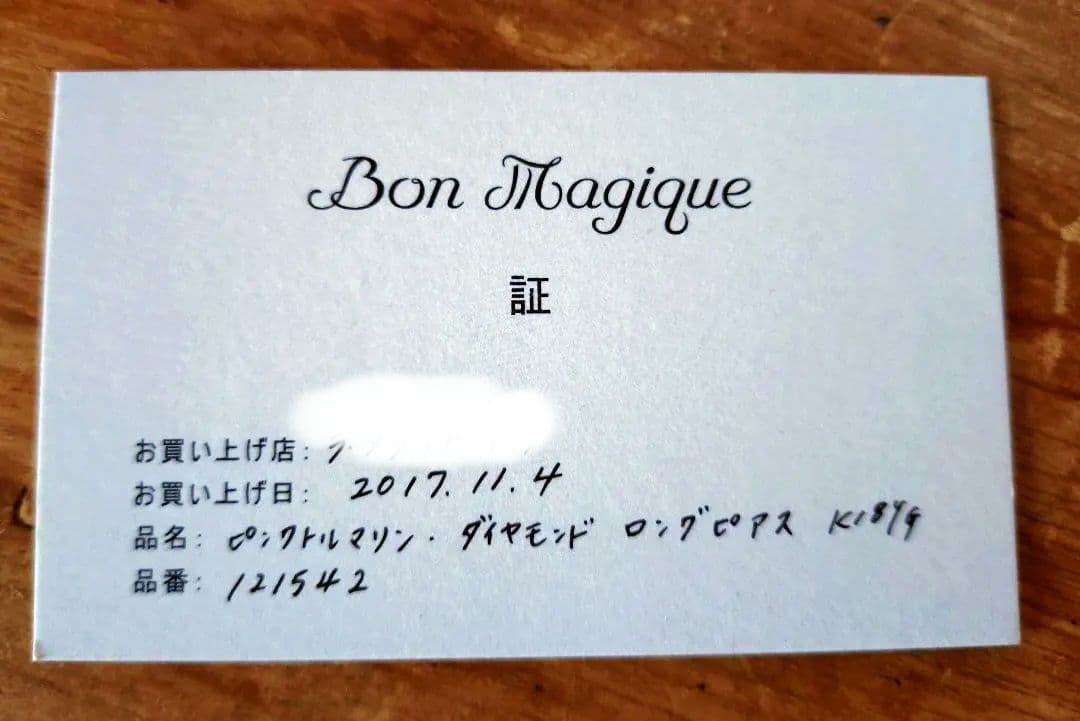 Bon Magique
証
お買い上げ店:
お買い上げ日: 2017.11.4
品名: ピンクトルマリン・ダイヤモンド ロングピアス K18YG
品番: 121542